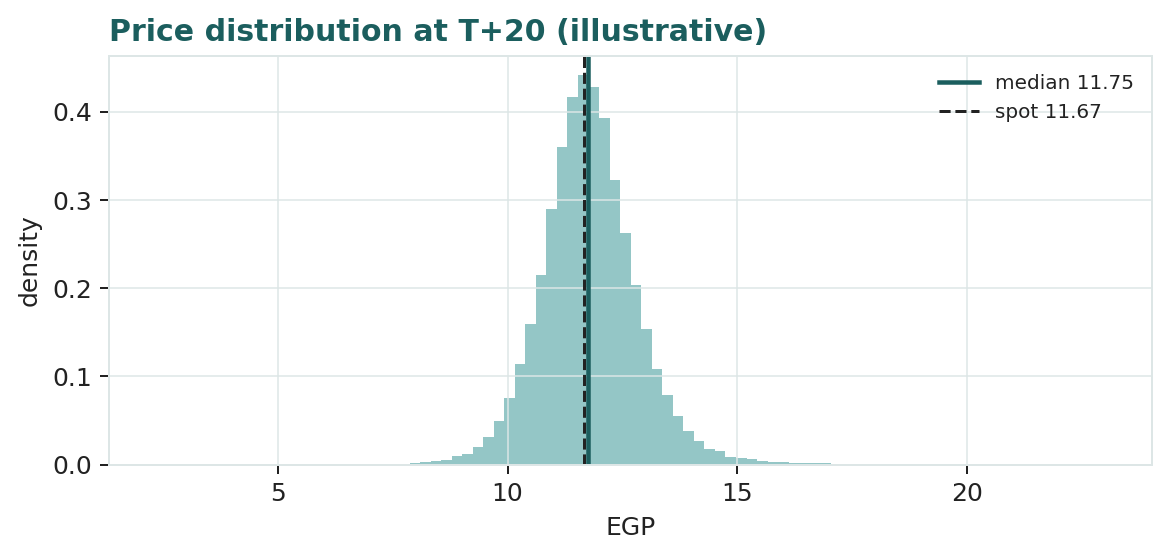 Price distribution at T+20 (illustrative)
median 11.75
spot 11.67
density
0.4
0.3
0.2
0.1
0.0
5 10 15 20
EGP